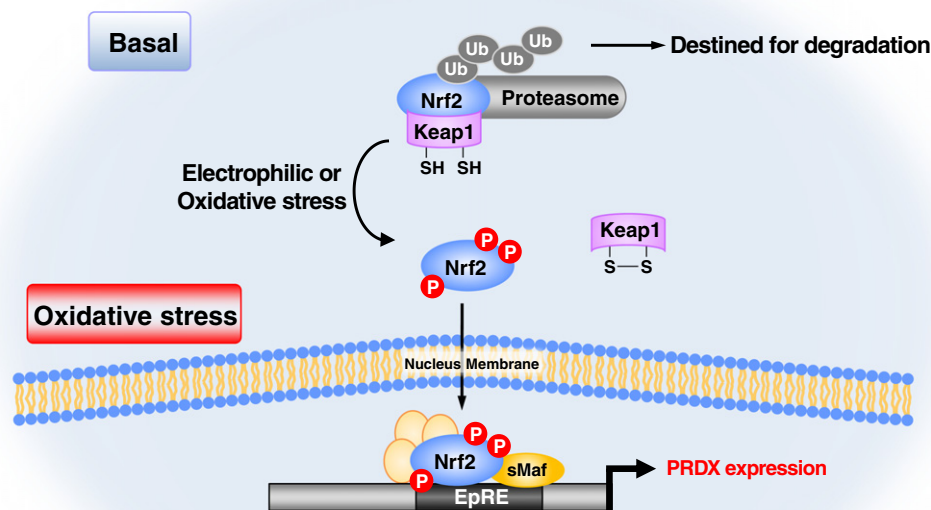 Basal
Ub
Ub
Ub
Ub
Destined for degradation
Nrf2
Proteasome
Keap1
SH SH
Electrophilic or
Oxidative stress
Keap1
S S
P
P
Nrf2
P
Oxidative stress
Nucleus Membrane
P
P
Nrf2
sMaf
P
EpRE
PRDX expression